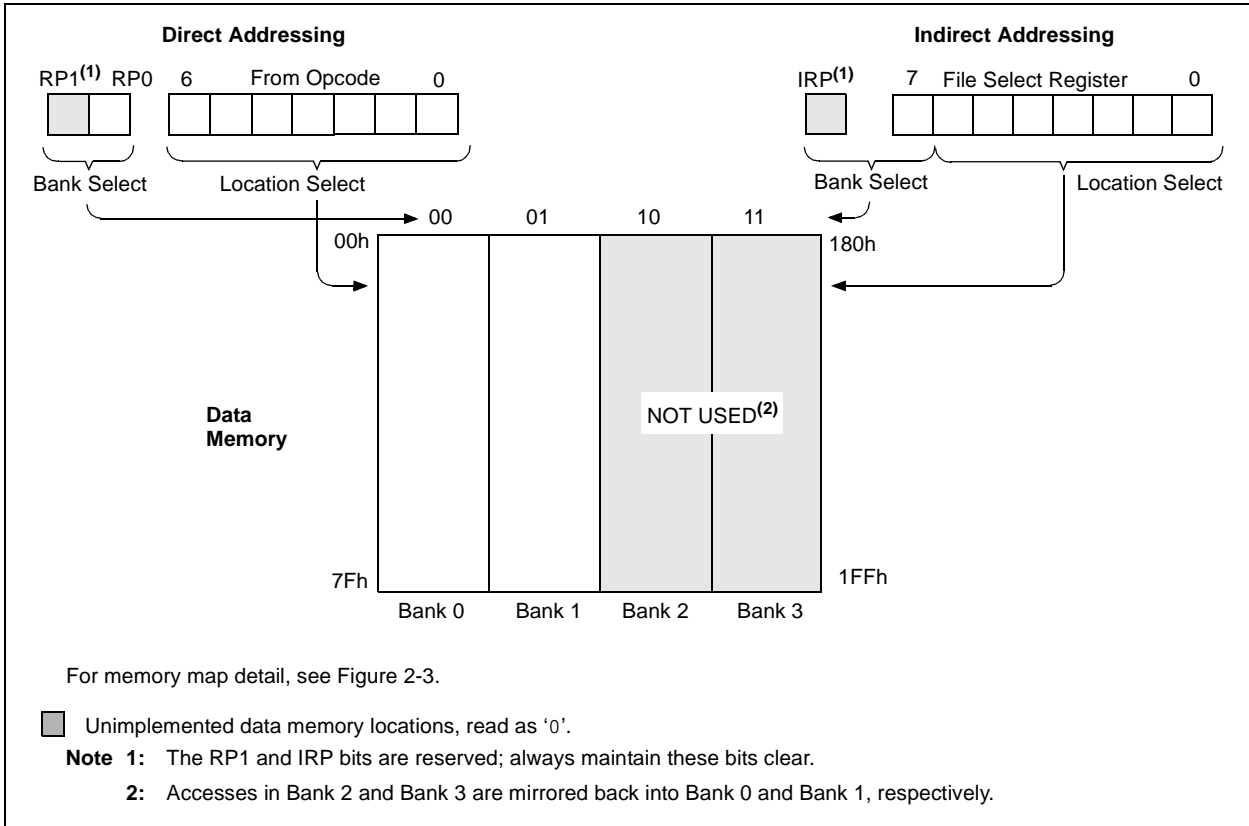 Direct Addressing
Indirect Addressing
RP1(1) RP0 6 From Opcode 0
IRP(1) 7 File Select Register 0
Bank Select Location Select
Bank Select Location Select
00 01 10 11
00h 180h
NOT USED(2)
Data
Memory
7Fh 1FFh
Bank 0 Bank 1 Bank 2 Bank 3
For memory map detail, see Figure 2-3.
Unimplemented data memory locations, read as ‘0’.
Note 1: The RP1 and IRP bits are reserved; always maintain these bits clear.
2: Accesses in Bank 2 and Bank 3 are mirrored back into Bank 0 and Bank 1, respectively.